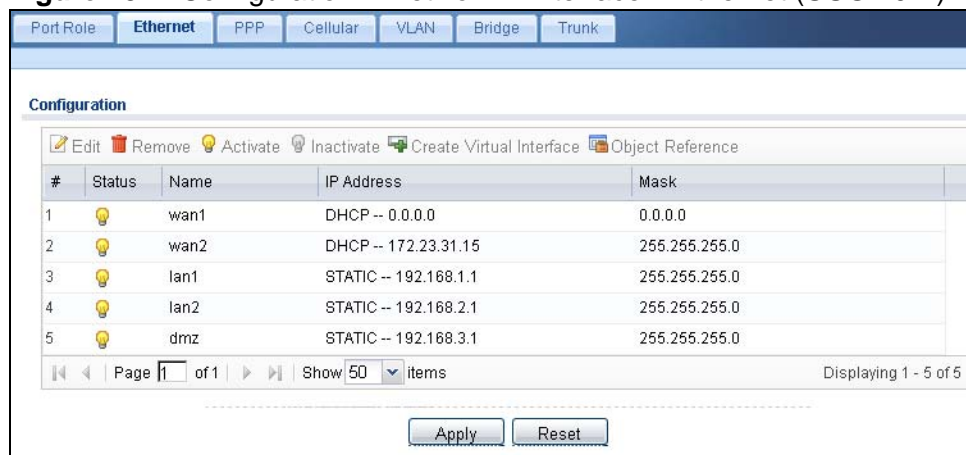 Port Role Ethernet PPP Cellular VLAN Bridge Trunk
Configuration
Edit Remove Activate Inactivate Create Virtual Interface Object Reference
# Status Name IP Address Mask
1 wan1 DHCP -- 0.0.0.0 0.0.0.0
2 wan2 DHCP -- 172.23.31.15 255.255.255.0
3 lan1 STATIC -- 192.168.1.1 255.255.255.0
4 lan2 STATIC -- 192.168.2.1 255.255.255.0
5 dmz STATIC -- 192.168.3.1 255.255.255.0
Page 1 of 1 Show 50 items Displaying 1 - 5 of 5
Apply Reset